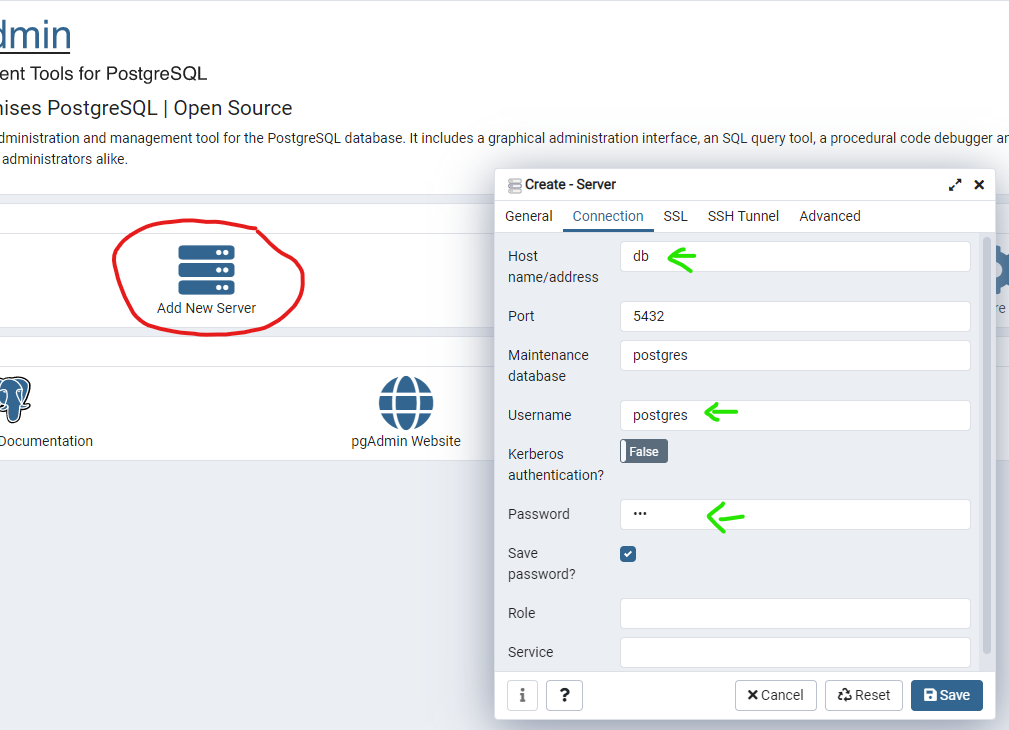 dmin
ent Tools for PostgreSQL
nises PostgreSQL | Open Source
dministration and management tool for the PostgreSQL database. It includes a graphical administration interface, an SQL query tool, a procedural code debugger an
administrators alike.
Add New Server
Documentation
pgAdmin Website
re
Create - Server
General Connection SSL SSH Tunnel Advanced
Host
name/address
db
Port
5432
Maintenance
database
postgres
Username
postgres
Kerberos
authentication?
False
Password
•••
Save
password?
Role
Service
i
?
Cancel
Reset
Save